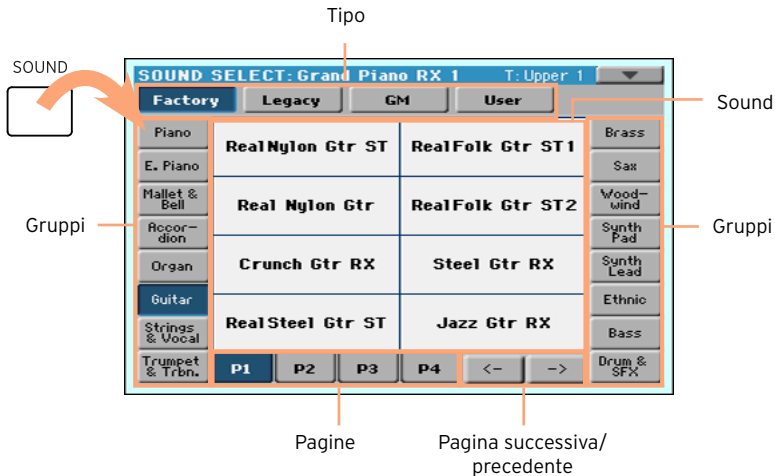 Tipo
SOUND
SOUND SELECT:Grand Piano RX 1 T:Upper 1
Factory Legacy GM User
Sound
Piano
E. Piano
Mallet &
Bell
Accor-
dion
Organ
Guitar
Strings
& Vocal
Trumpet
& Trbn.
Gruppi
RealNylon Gtr ST RealFolk Gtr ST1
Real Nylon Gtr RealFolk Gtr ST2
Crunch Gtr RX Steel Gtr RX
RealSteel Gtr ST Jazz Gtr RX
Brass
Sax
Wood-
wind
Synth
Pad
Synth
Lead
Ethnic
Bass
Drum &
SFX
Gruppi
P1 P2 P3 P4 <- ->
Pagine
Pagina successiva/
precedente